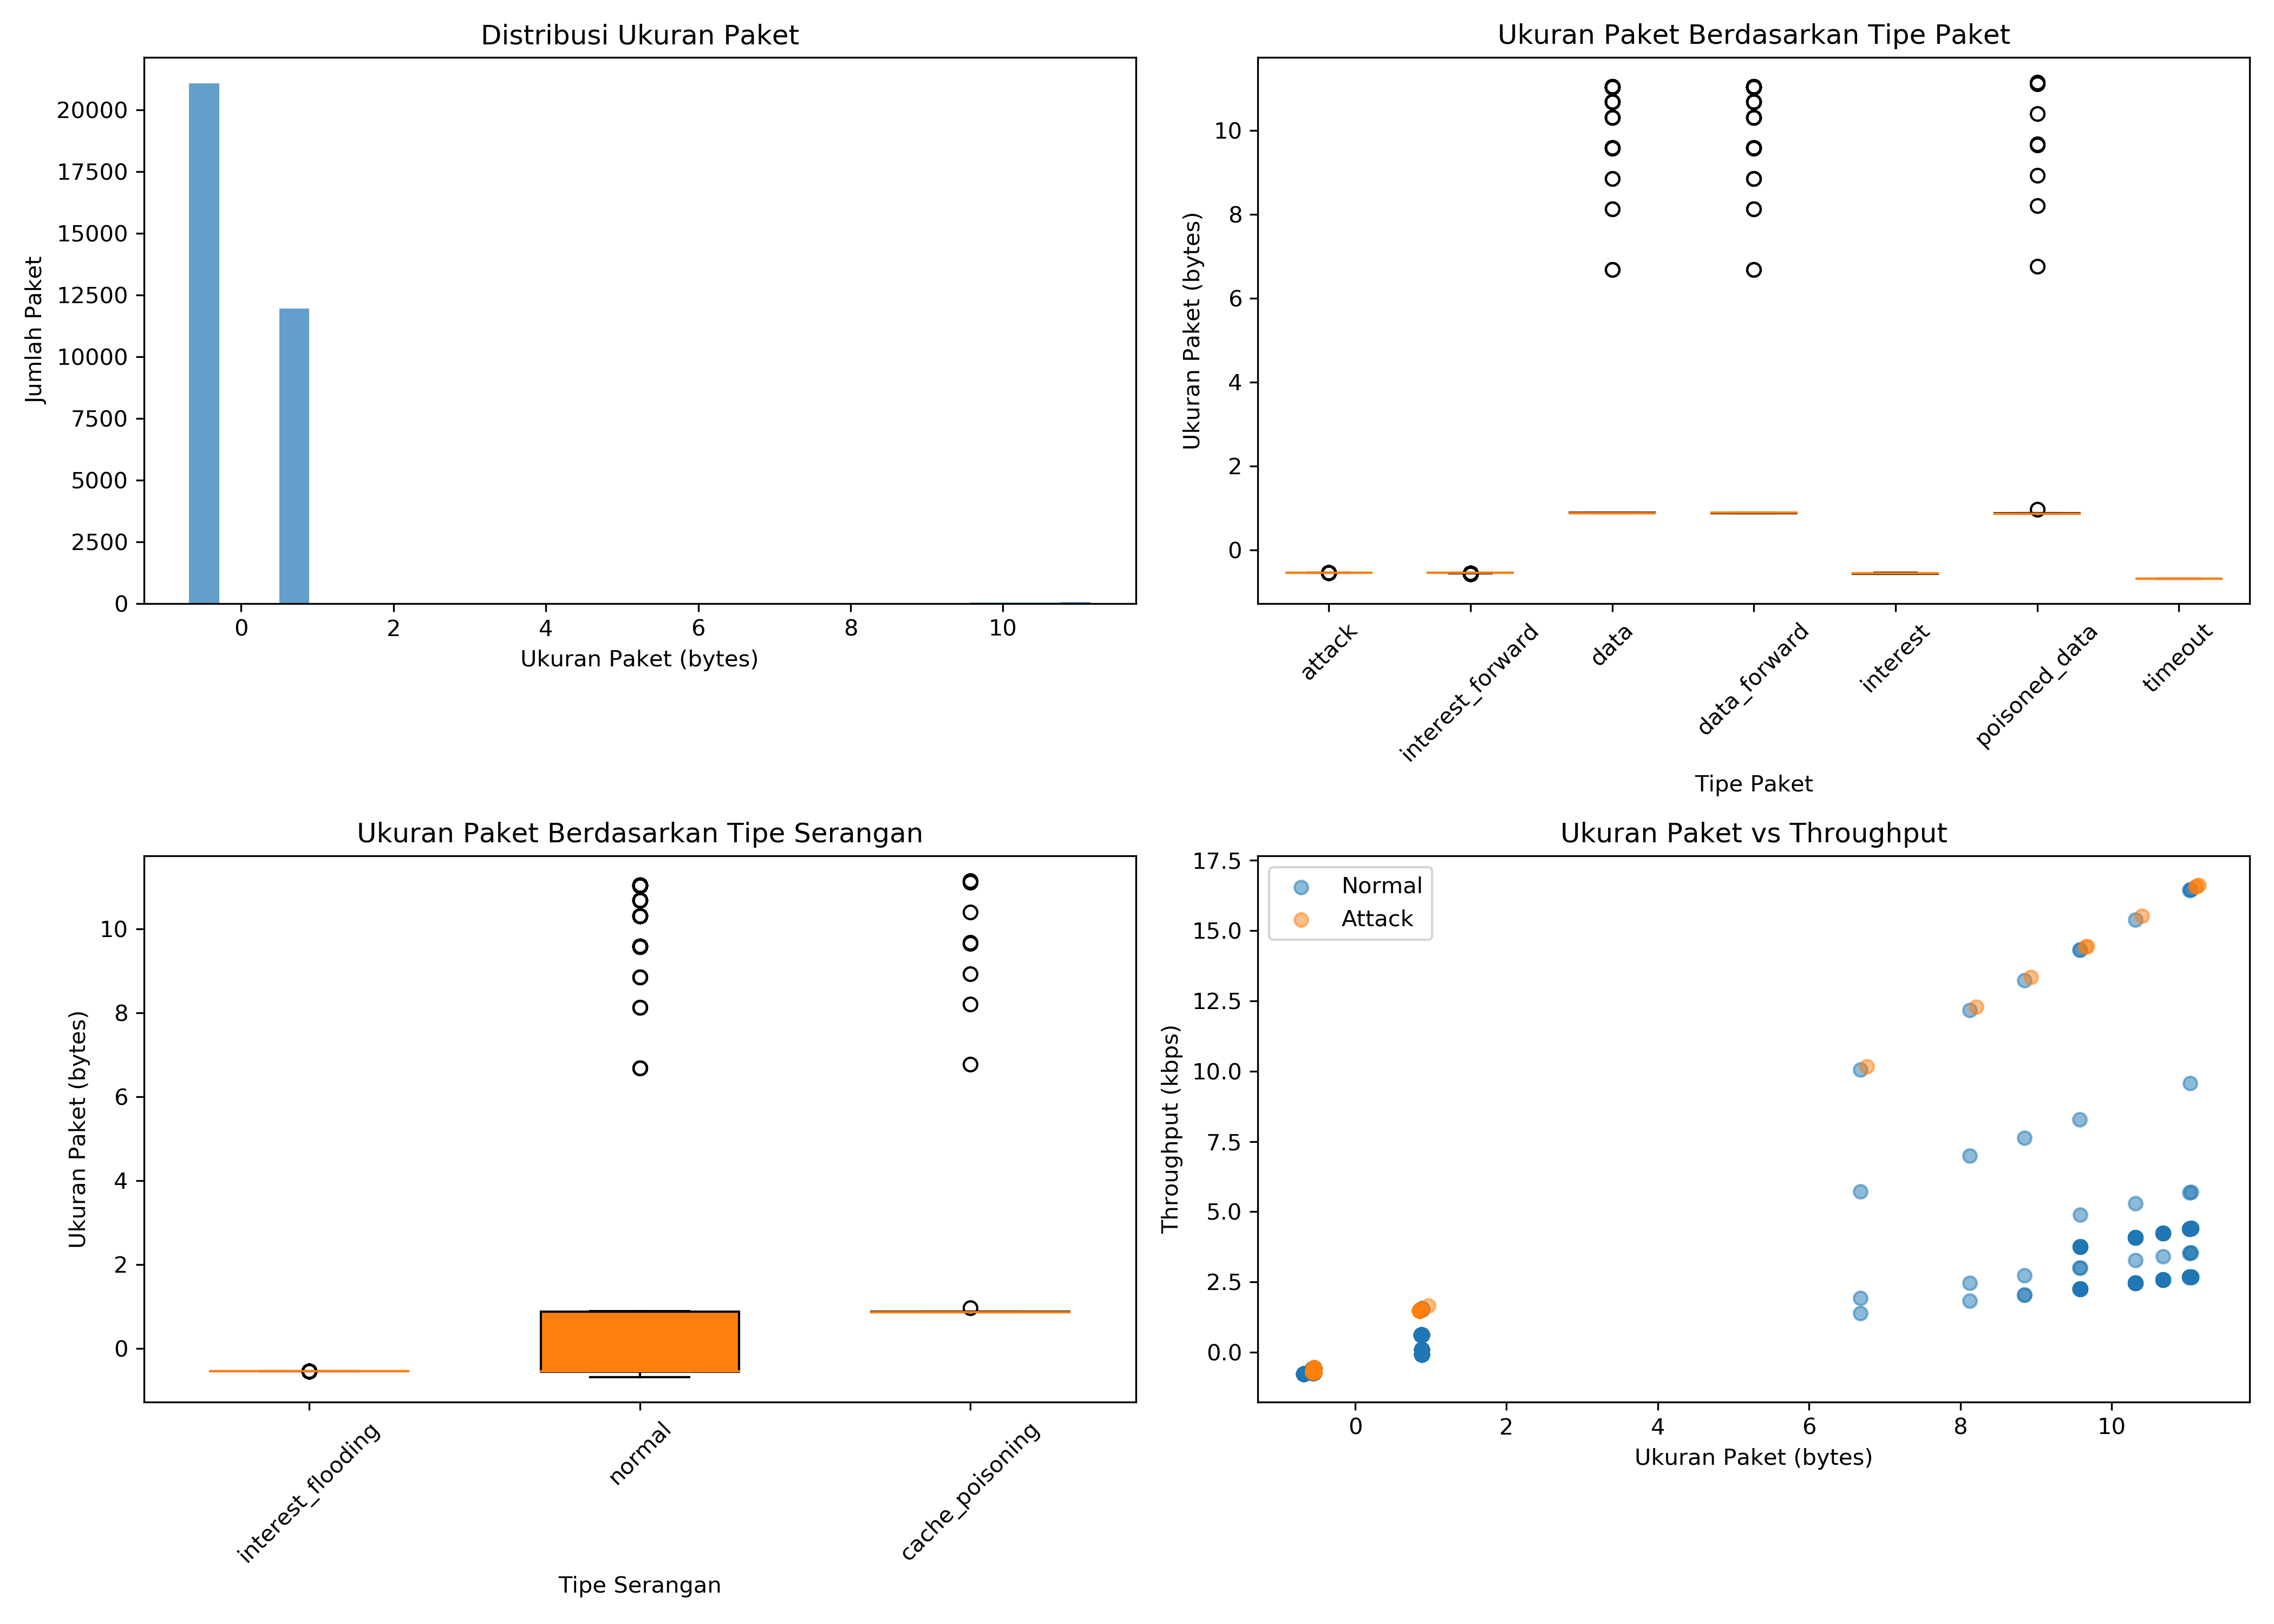 Distribusi Ukuran Paket
20000
17500
15000
12500
10000
7500
5000
2500
0
Jumlah Paket
0 2 4 6 8 10
Ukuran Paket (bytes)
Ukuran Paket Berdasarkan Tipe Paket
10
8
6
4
2
0
Ukuran Paket (bytes)
attack
interest_forward
data
data_forward
interest
poisoned_data
timeout
Tipe Paket
Ukuran Paket Berdasarkan Tipe Serangan
10
8
6
4
2
0
Ukuran Paket (bytes)
interest_flooding
normal
cache_poisoning
Tipe Serangan
Ukuran Paket vs Throughput
Normal
Attack
17.5
15.0
12.5
10.0
7.5
5.0
2.5
0.0
Throughput (kbps)
0 2 4 6 8 10
Ukuran Paket (bytes)